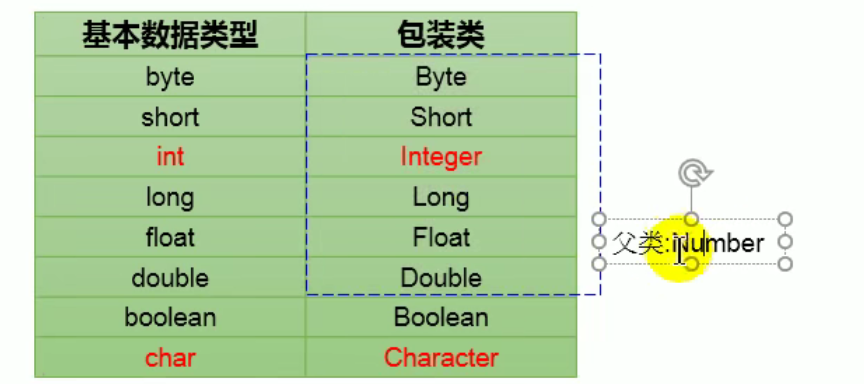 基本数据类型 包装类
byte Byte
short Short
int Integer
long Long
float Float
double Double
boolean Boolean
char Character
父类:Number